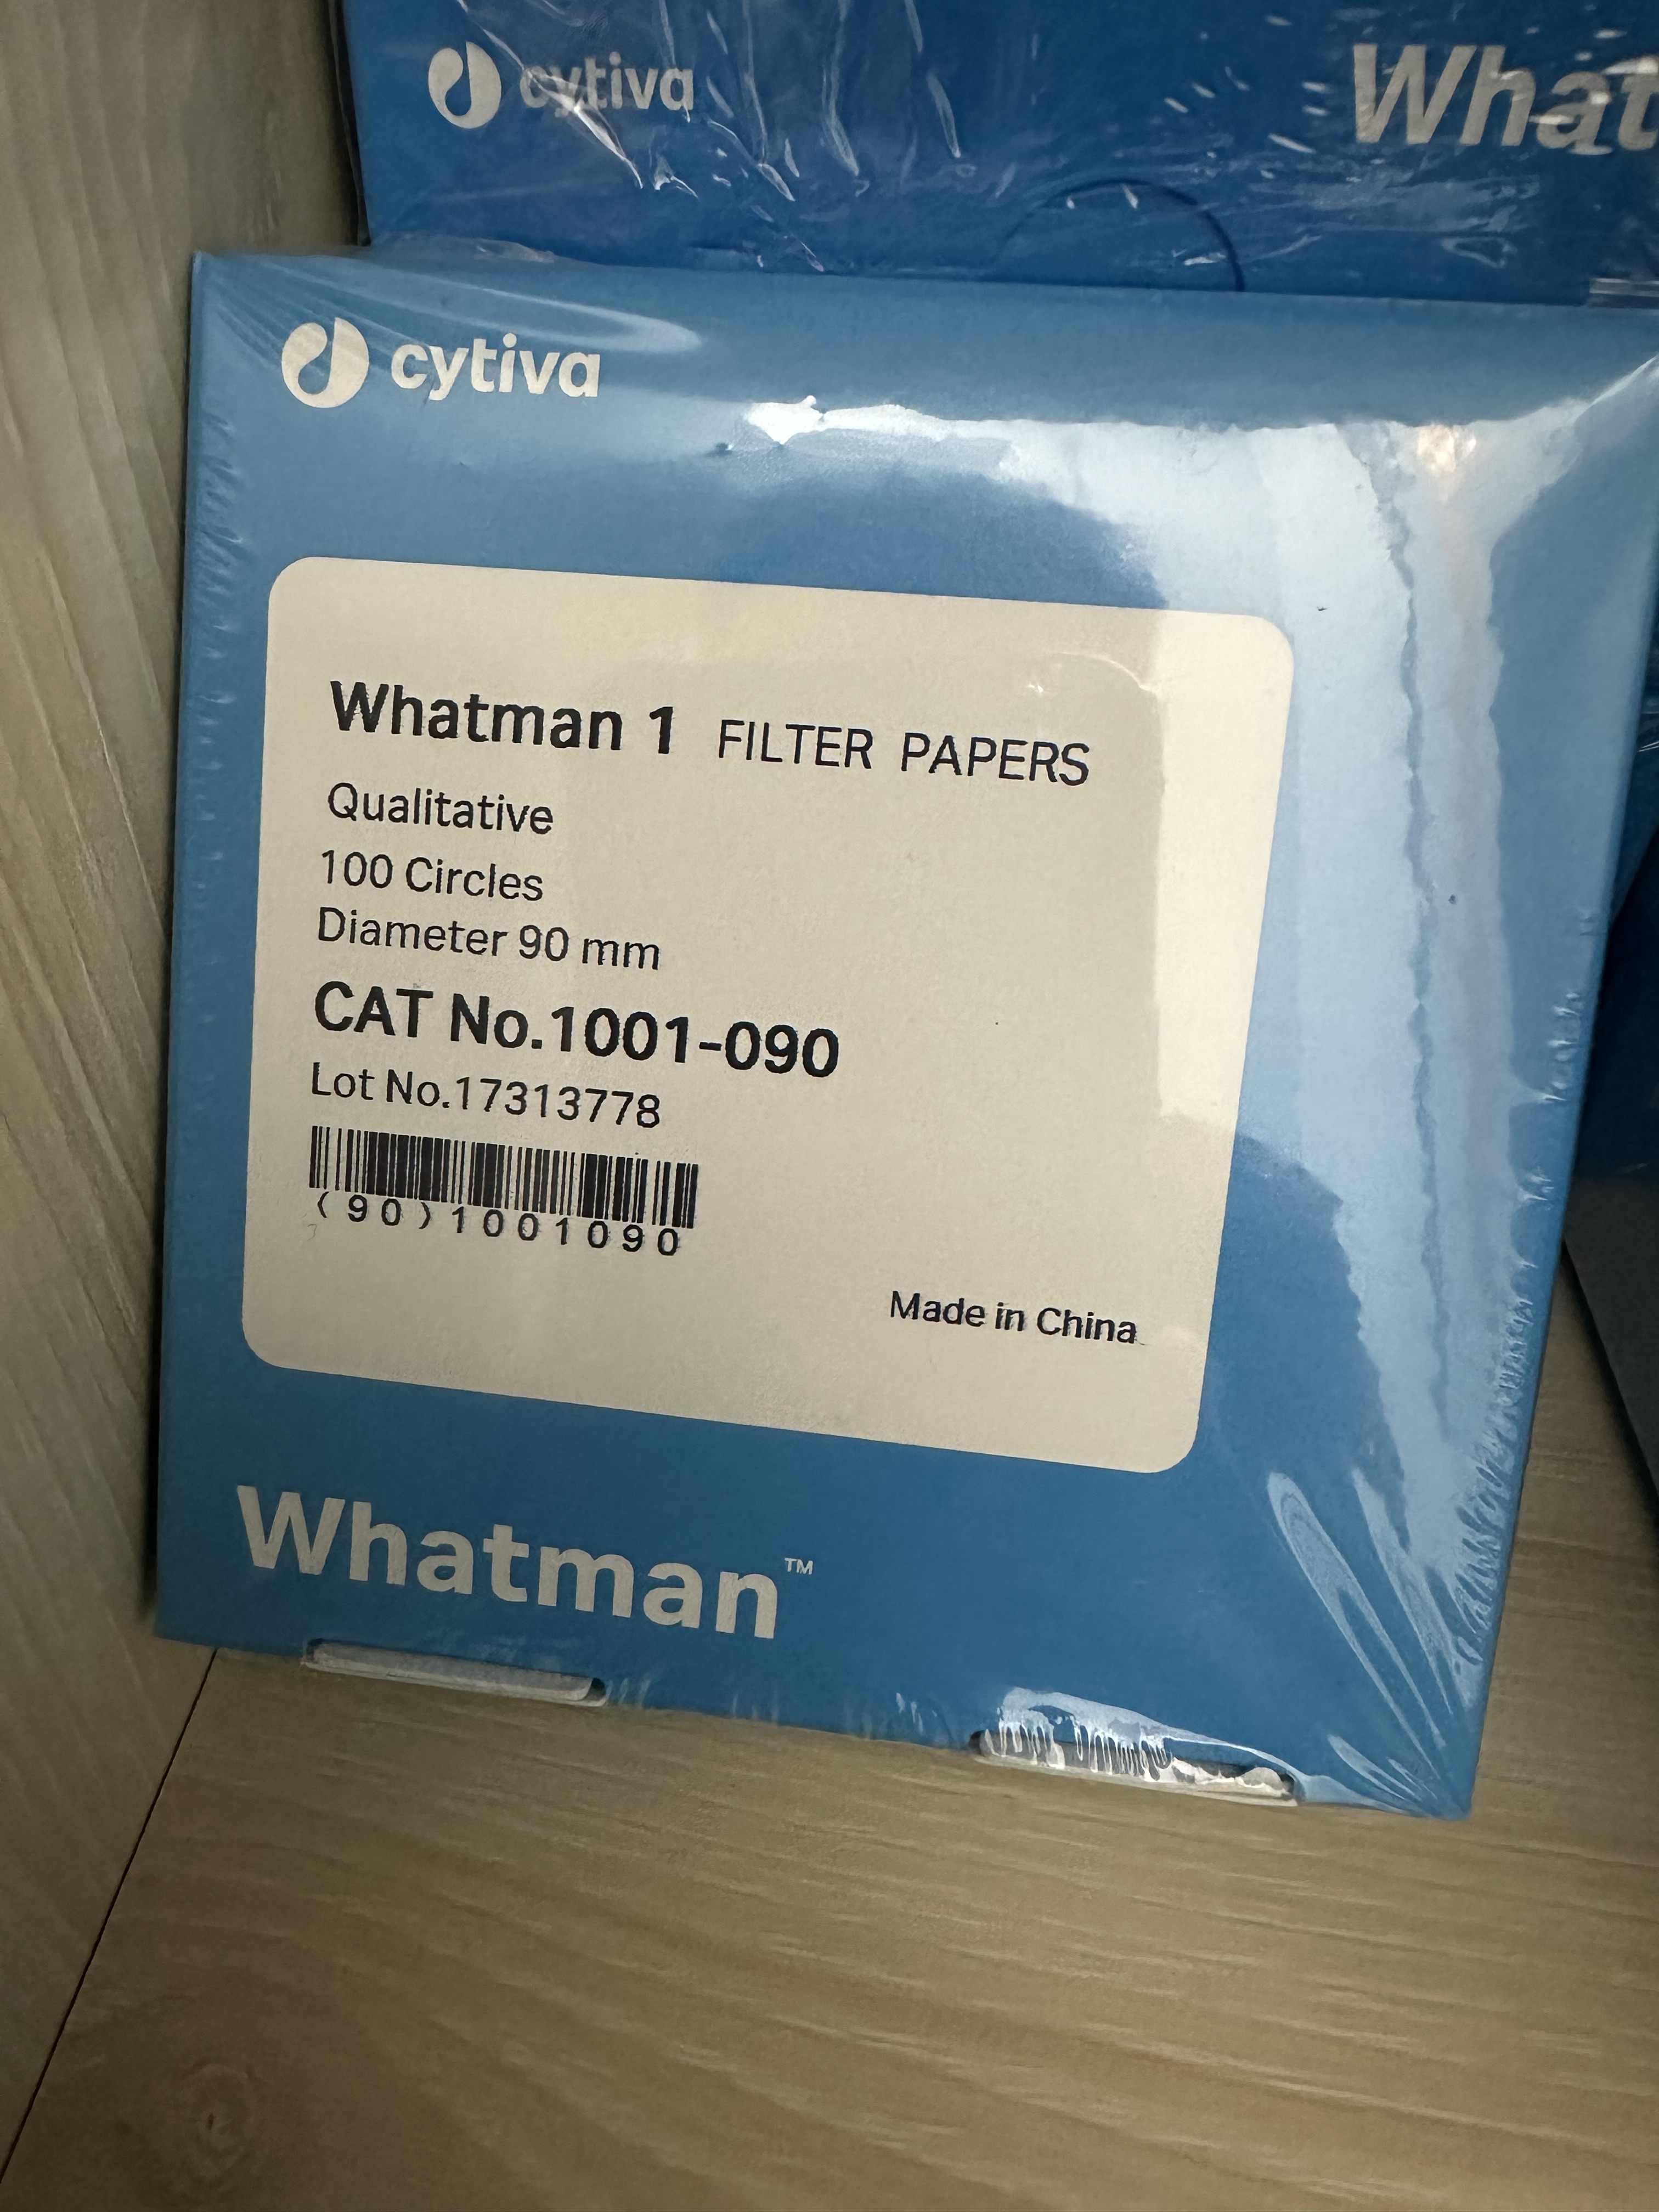 cytiva
What
cytiva
Whatman 1 FILTER PAPERS
Qualitative
100 Circles
Diameter 90 mm
CAT No.1001-090
Lot No.17313778
(90)1001090
Made in China
Whatman™